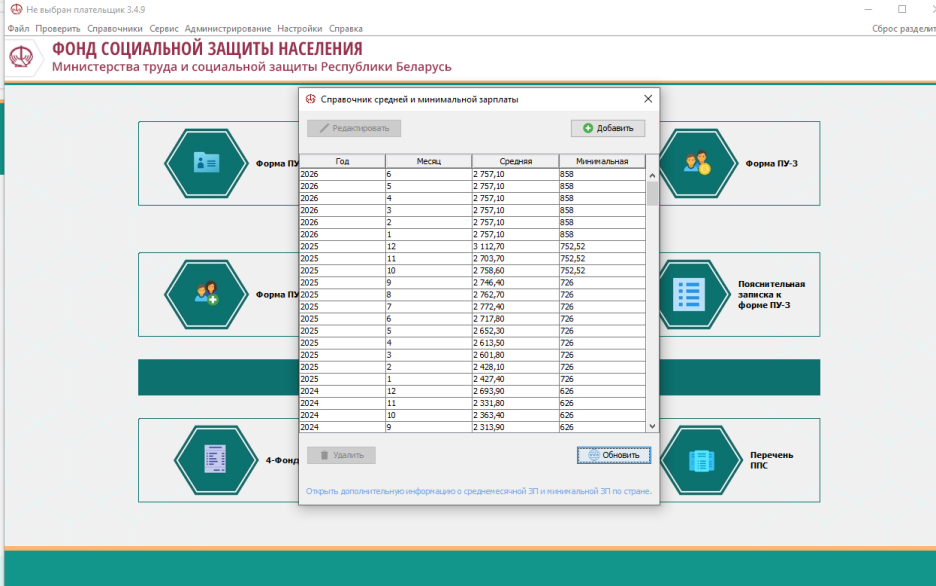 Не выбран плательщик 3.4.9
Файл Проверить Справочники Сервис Администрирование Настройки Справка
Сброс разделит
ФОНД СОЦИАЛЬНОЙ ЗАЩИТЫ НАСЕЛЕНИЯ
Министерства труда и социальной защиты Республики Беларусь
Справочник средней и минимальной зарплаты
Редактировать
Добавить
Год Месяц Средняя Минимальная
2026 6 2 757,10 858
2026 5 2 757,10 858
2026 4 2 757,10 858
2026 3 2 757,10 858
2026 2 2 757,10 858
2026 1 2 757,10 858
2025 12 3 112,70 752,52
2025 11 2 703,70 752,52
2025 10 2 758,60 752,52
2025 9 2 746,40 726
2025 8 2 762,70 726
2025 7 2 772,40 726
2025 6 2 717,80 726
2025 5 2 652,30 726
2025 4 2 613,50 726
2025 3 2 601,80 726
2025 2 2 428,10 726
2025 1 2 427,40 726
2024 12 2 693,90 626
2024 11 2 331,80 626
2024 10 2 363,40 626
2024 9 2 313,90 626
Удалить
Обновить
Открыть дополнительную информацию о среднемесячной ЗП и минимальной ЗП по стране.
Форма ПУ
Форма ПУ-3
Форма ПУ
Пояснительная
записка к
форме ПУ-3
4-Фонд
Перечень
ППС